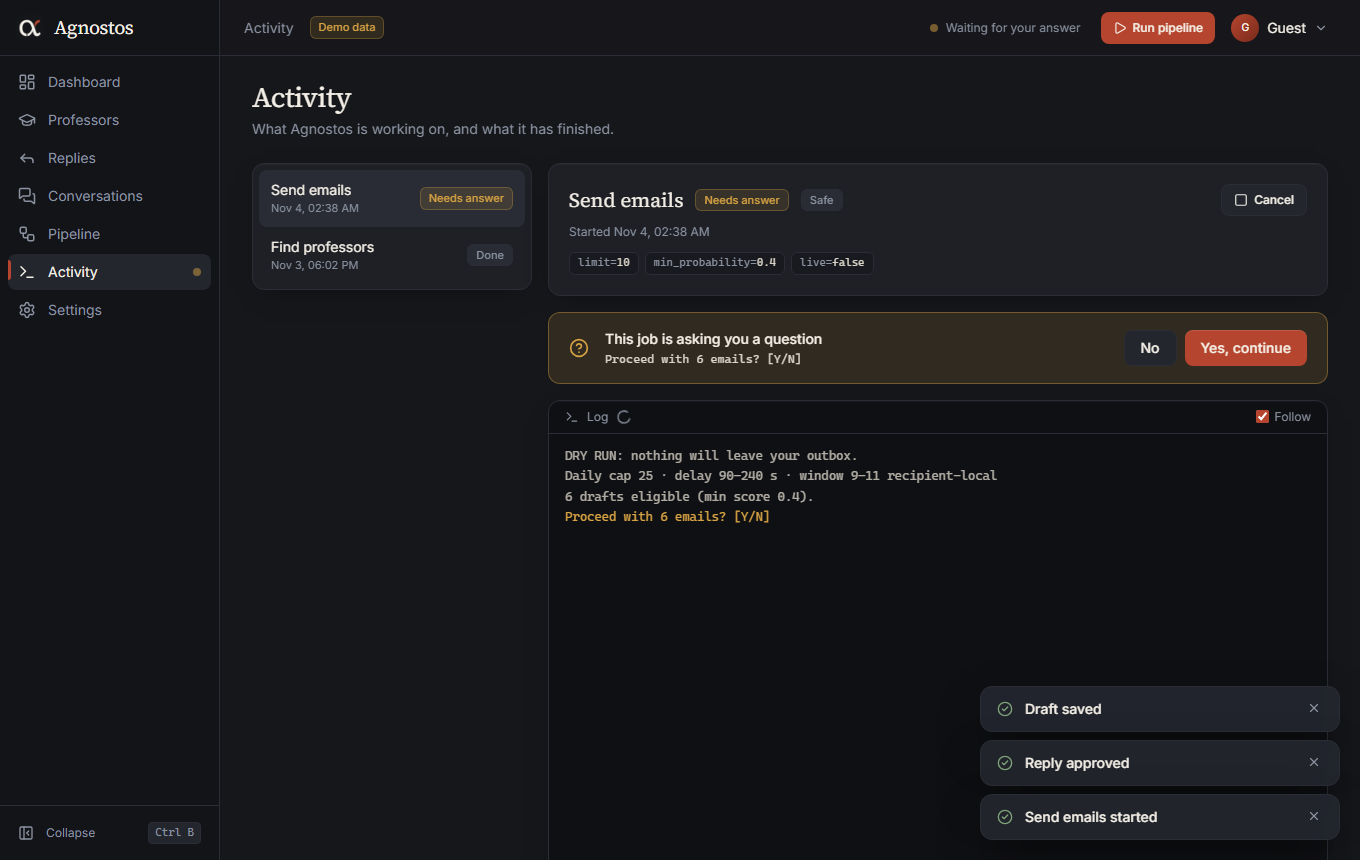 Agnostos
Activity
Demo data
Waiting for your answer
Run pipeline
G
Guest
Dashboard
Professors
Replies
Conversations
Pipeline
Activity
Settings
Collapse
Ctrl B
Activity
What Agnostos is working on, and what it has finished.
Send emails
Nov 4, 02:38 AM
Needs answer
Find professors
Nov 3, 06:02 PM
Done
Send emails
Needs answer
Safe
Cancel
Started Nov 4, 02:38 AM
limit=10
min_probability=0.4
live=false
This job is asking you a question
Proceed with 6 emails? [Y/N]
No
Yes, continue
Log
Follow
DRY RUN: nothing will leave your outbox.
Daily cap 25 · delay 90–240 s · window 9–11 recipient-local
6 drafts eligible (min score 0.4).
Proceed with 6 emails? [Y/N]
Draft saved
Reply approved
Send emails started